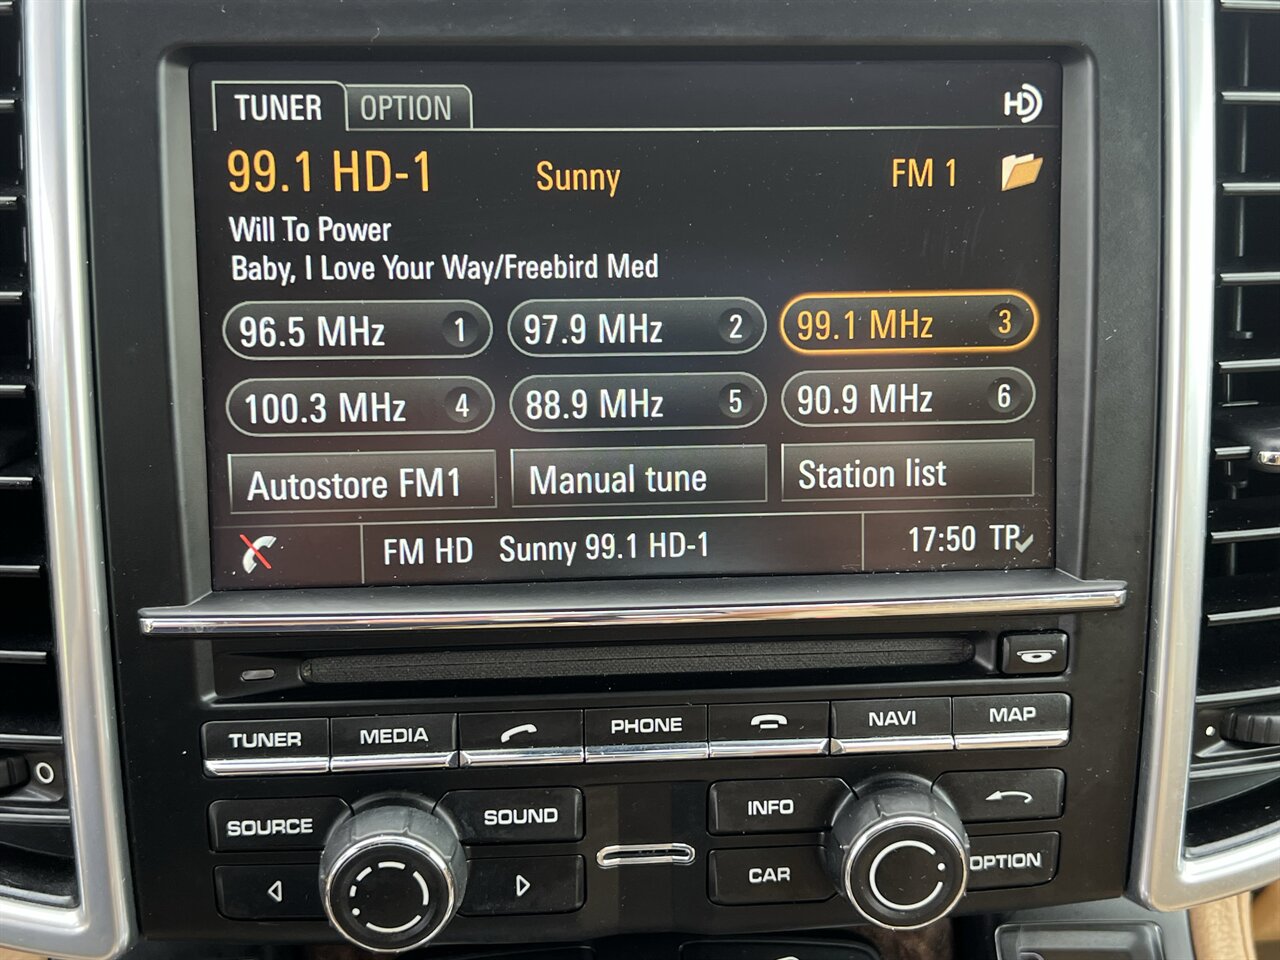 TUNER OPTION HD
99.1 HD-1 Sunny FM 1
Will To Power
Baby, I Love Your Way/Freebird Med
96.5 MHz 1 97.9 MHz 2 99.1 MHz 3
100.3 MHz 4 88.9 MHz 5 90.9 MHz 6
Autostore FM1 Manual tune Station list
FM HD Sunny 99.1 HD-1 17:50 TP
TUNER MEDIA PHONE NAVI MAP
SOURCE SOUND INFO
CAR OPTION